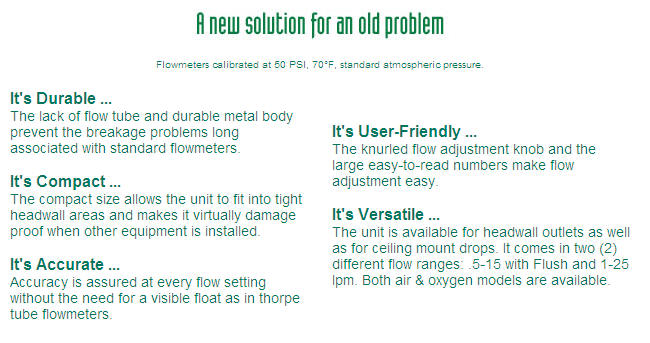 A new solution for an old problem
Flowmeters calibrated at 50 PSI, 70°F, standard atmospheric pressure.
It's Durable ...
The lack of flow tube and durable metal body
prevent the breakage problems long
associated with standard flowmeters.
It's Compact ...
The compact size allows the unit to fit into tight
headwall areas and makes it virtually damage
proof when other equipment is installed.
It's Accurate ...
Accuracy is assured at every flow setting
without the need for a visible float as in thorpe
tube flowmeters.
It's User-Friendly ...
The knurled flow adjustment knob and the
large easy-to-read numbers make flow
adjustment easy.
It's Versatile ...
The unit is available for headwall outlets as well
as for ceiling mount drops. It comes in two (2)
different flow ranges: .5-15 with Flush and 1-25
lpm. Both air & oxygen models are available.